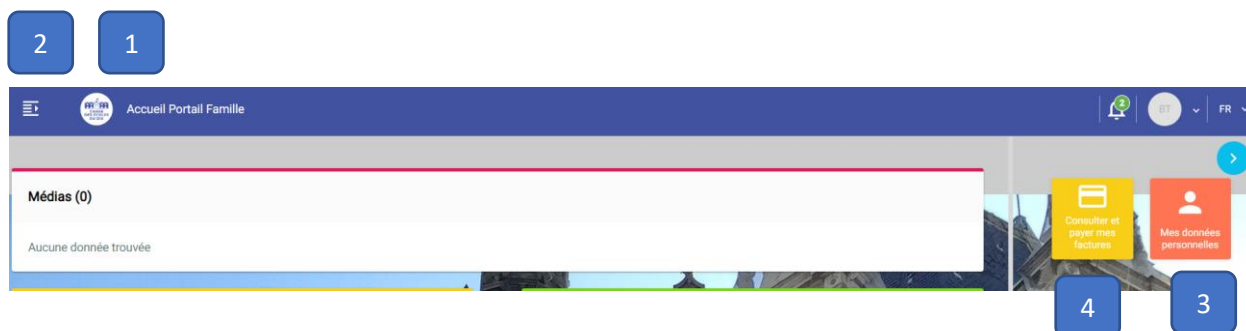 2 1
Accueil Portail Famille
2
BT
FR
Médias (0)
Aucune donnée trouvée
Consulter et
payer mes
factures
Mes données
personnelles
4 3